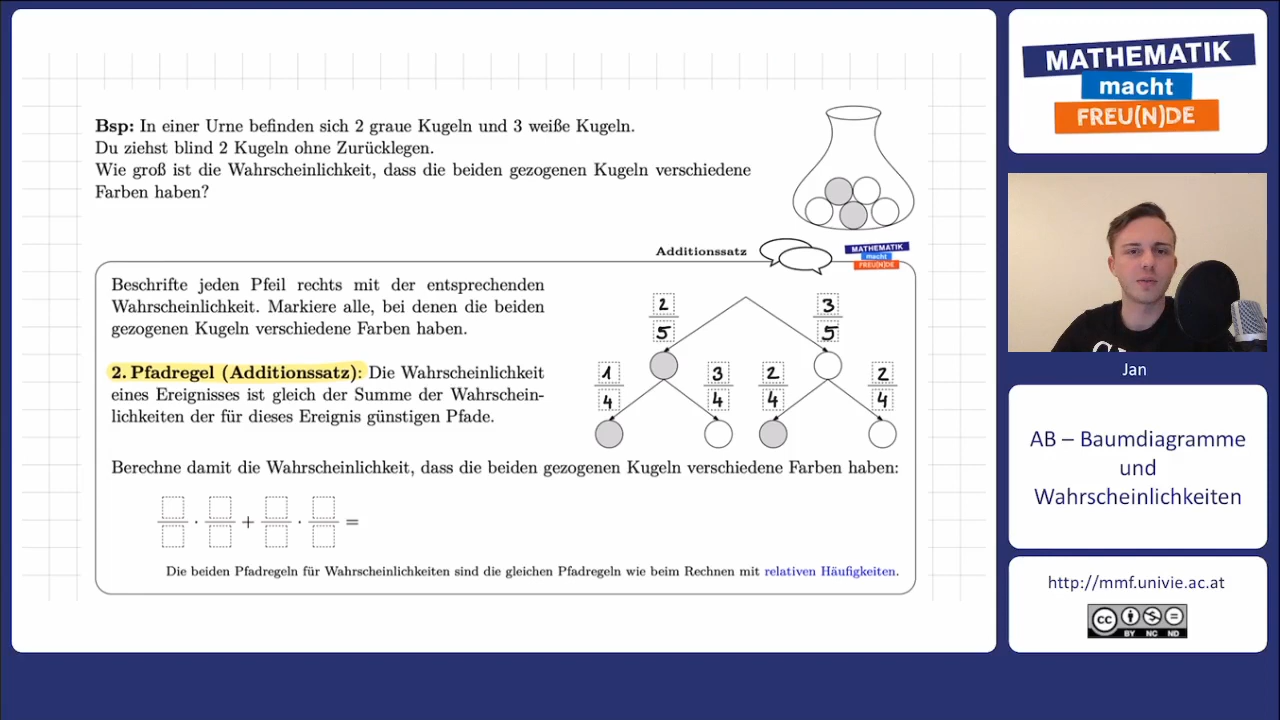 Bsp: In einer Urne befinden sich 2 graue Kugeln und 3 weiße Kugeln.
Du ziehst blind 2 Kugeln ohne Zurücklegen.
Wie groß ist die Wahrscheinlichkeit, dass die beiden gezogenen Kugeln verschiedene
Farben haben?
Additionssatz
MATHEMATIK
macht
FREU(N)DE
Beschrifte jeden Pfeil rechts mit der entsprechenden
Wahrscheinlichkeit. Markiere alle, bei denen die beiden
gezogenen Kugeln verschiedene Farben haben.
2. Pfadregel (Additionssatz): Die Wahrscheinlichkeit
eines Ereignisses ist gleich der Summe der Wahrschein-
lichkeiten der für dieses Ereignis günstigen Pfade.
2 3
5 5
1 3 2 2
4 4 4 4
Berechne damit die Wahrscheinlichkeit, dass die beiden gezogenen Kugeln verschiedene Farben haben:
· + · =
Die beiden Pfadregeln für Wahrscheinlichkeiten sind die gleichen Pfadregeln wie beim Rechnen mit relativen Häufigkeiten.
MATHEMATIK
macht
FREU(N)DE
Jan
AB – Baumdiagramme
und
Wahrscheinlichkeiten
http://mmf.univie.ac.at
cc
BY NC ND